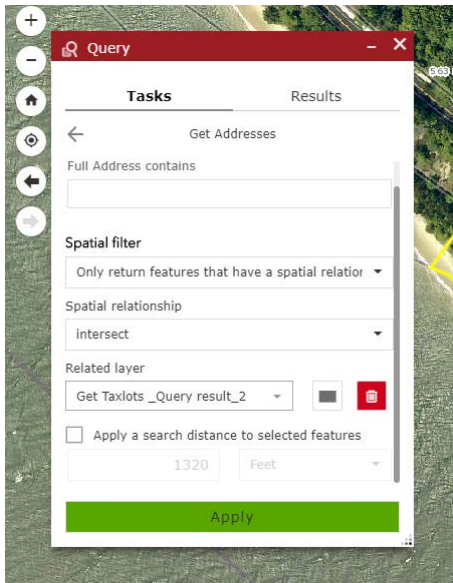 Query
Tasks Results
Get Addresses
Full Address contains
Spatial filter
Only return features that have a spatial relation
Spatial relationship
intersect
Related layer
Get Taxlots _Query result_2
Apply a search distance to selected features
1320 Feet
Apply